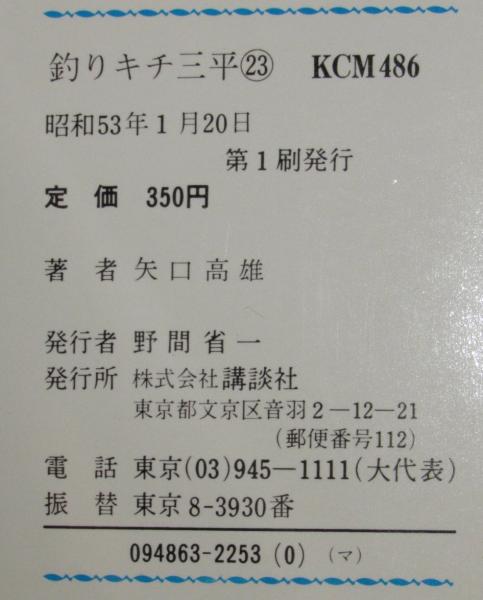 釣りキチ三平㉓ KCM486
昭和53年1月20日
第1刷発行
定価 350円
著者 矢口高雄
発行者 野間省一
発行所 株式会社講談社
東京都文京区音羽2—12—21
(郵便番号112)
電話 東京(03)945—1111(大代表)
振替 東京8-3930番
094863-2253 (0) (マ)